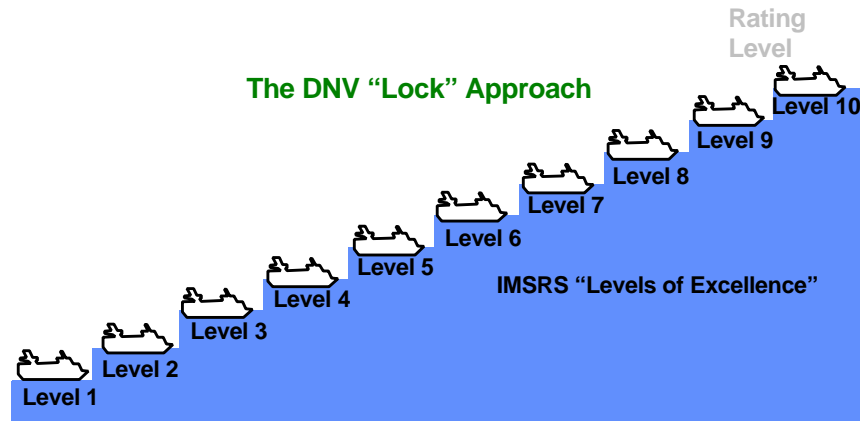 Rating
Level
The DNV “Lock” Approach
Level 10
Level 9
Level 8
Level 7
Level 6
Level 5
IMSRS “Levels of Excellence”
Level 4
Level 3
Level 2
Level 1